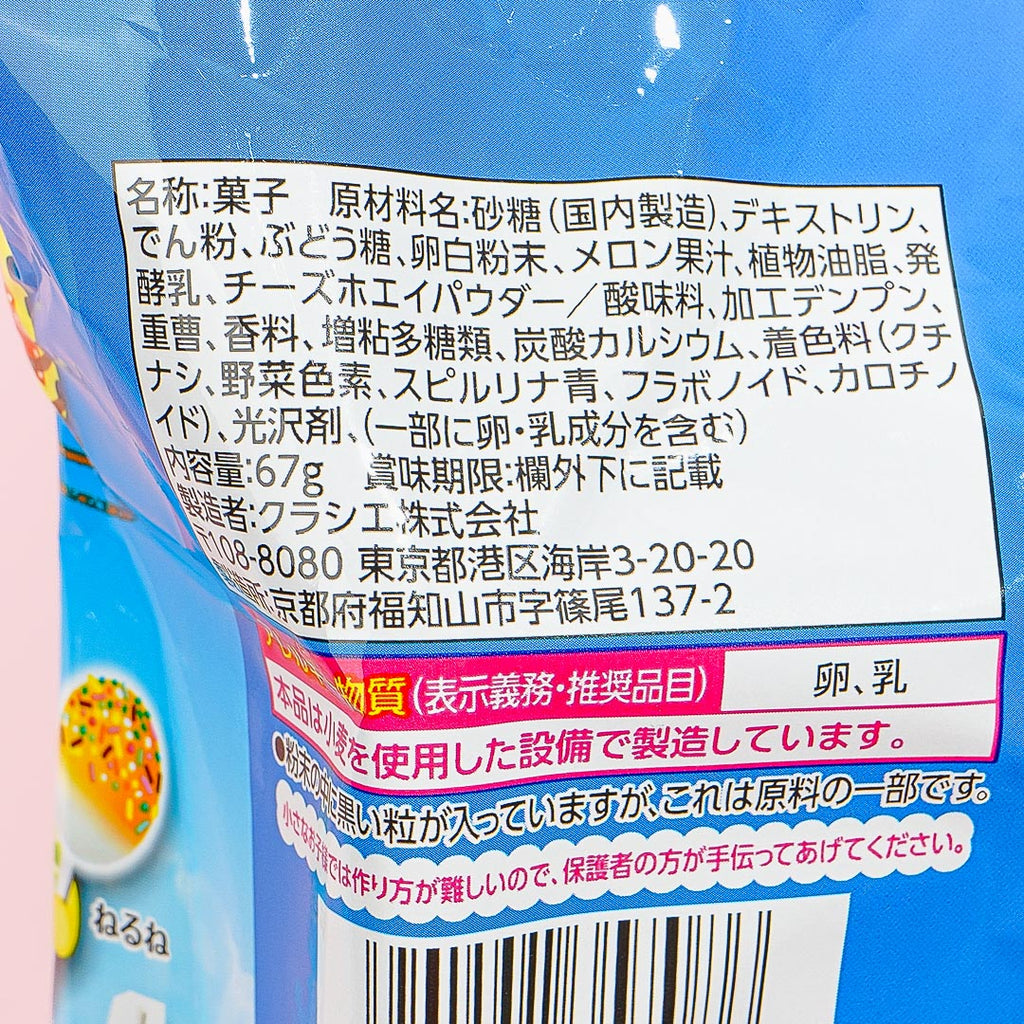 名称:菓子 原材料名:砂糖(国内製造)、デキストリン、
でん粉、ぶどう糖、卵白粉末、メロン果汁、植物油脂、発
酵乳、チーズホエイパウダー/酸味料、加工デンプン、
重曹、香料、増粘多糖類、炭酸カルシウム、着色料(クチ
ナシ、野菜色素、スピルリナ青、フラボノイド、カロチノ
イド)、光沢剤、(一部に卵・乳成分を含む)
内容量:67g 賞味期限:欄外下に記載
製造者:クラシエ株式会社
〒108-8080 東京都港区海岸3-20-20
京都府福知山市字篠尾137-2
物質(表示義務・推奨品目) 卵、乳
本品は小麦を使用した設備で製造しています。
●粉末の中に黒い粒が入っていますが、これは原料の一部です。
小さなお子様では作り方が難しいので、保護者の方が手伝ってあげてください。
ねるね